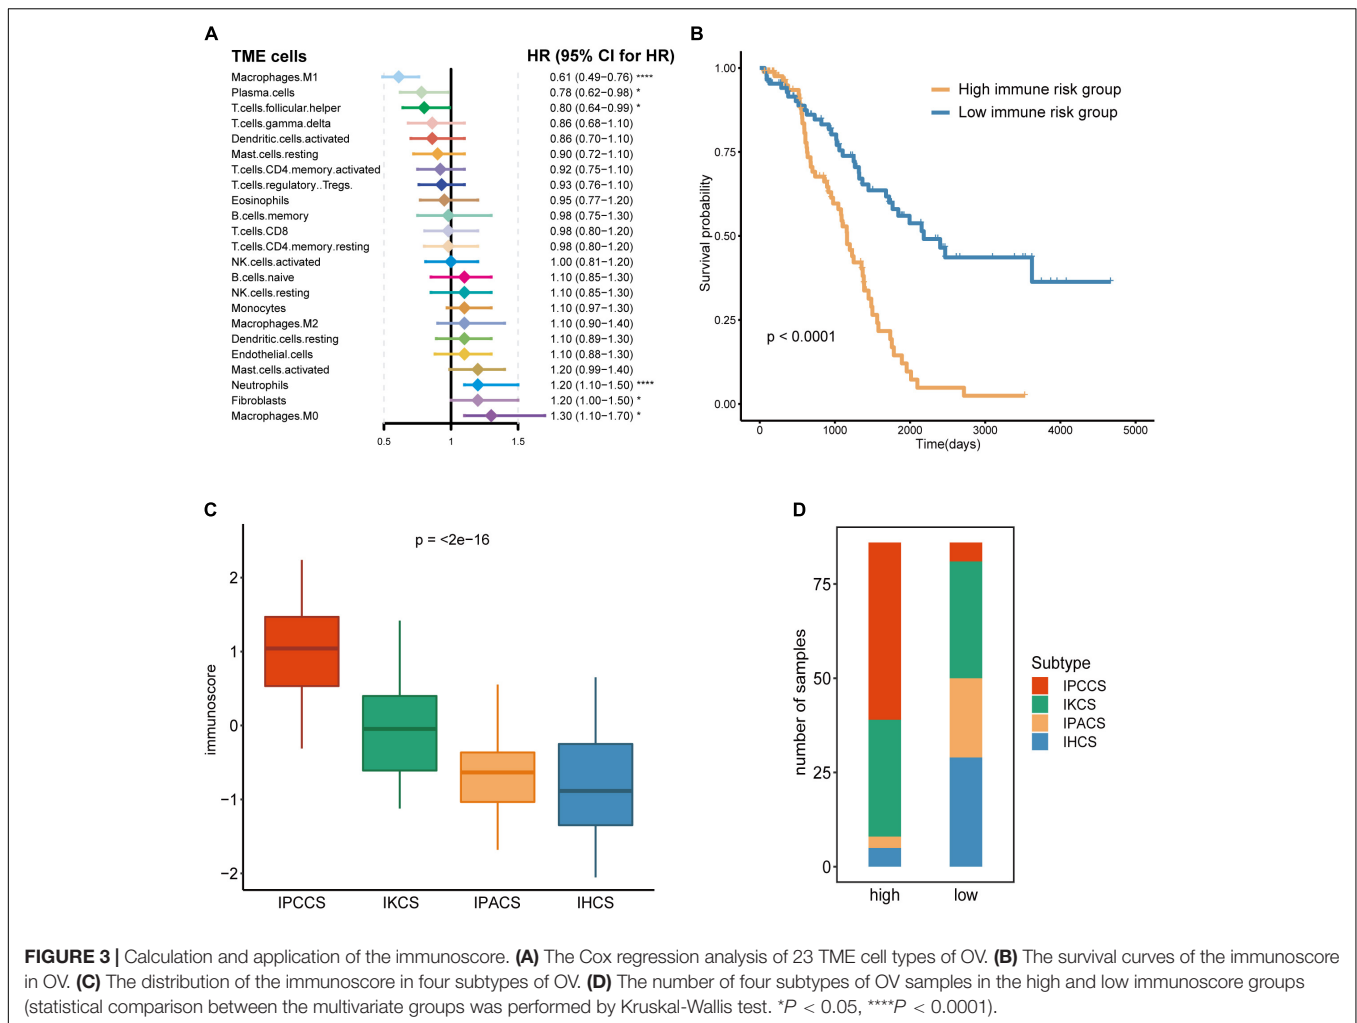 A
TME cells HR (95% CI for HR)
Macrophages.M1 0.61 (0.49−0.76) ****
Plasma.cells 0.78 (0.62−0.98) *
T.cells.follicular.helper 0.80 (0.64−0.99) *
T.cells.gamma.delta 0.86 (0.68−1.10)
Dendritic.cells.activated 0.86 (0.70−1.10)
Mast.cells.resting 0.90 (0.72−1.10)
T.cells.CD4.memory.activated 0.92 (0.75−1.10)
T.cells.regulatory..Tregs. 0.93 (0.76−1.10)
Eosinophils 0.95 (0.77−1.20)
B.cells.memory 0.98 (0.75−1.30)
T.cells.CD8 0.98 (0.80−1.20)
T.cells.CD4.memory.resting 0.98 (0.80−1.20)
NK.cells.activated 1.00 (0.81−1.20)
B.cells.naive 1.10 (0.85−1.30)
NK.cells.resting 1.10 (0.85−1.30)
Monocytes 1.10 (0.97−1.30)
Macrophages.M2 1.10 (0.90−1.40)
Dendritic.cells.resting 1.10 (0.89−1.30)
Endothelial.cells 1.10 (0.88−1.30)
Mast.cells.activated 1.20 (0.99−1.40)
Neutrophils 1.20 (1.10−1.50) ****
Fibroblasts 1.20 (1.00−1.50) *
Macrophages.M0 1.30 (1.10−1.70) *
0.5 1 1.5
B
Survival probability
1.00
0.75
0.50
0.25
0.00
High immune risk group
Low immune risk group
p < 0.0001
0 1000 2000 3000 4000 5000
Time(days)
C
immunoscore
p = <2e−16
2
1
0
−1
−2
IPCCS IKCS IPACS IHCS
D
number of samples
75
50
25
0
high low
Subtype
IPCCS
IKCS
IPACS
IHCS
FIGURE 3 | Calculation and application of the immunoscore. (A) The Cox regression analysis of 23 TME cell types of OV. (B) The survival curves of the immunoscore
in OV. (C) The distribution of the immunoscore in four subtypes of OV. (D) The number of four subtypes of OV samples in the high and low immunoscore groups
(statistical comparison between the multivariate groups was performed by Kruskal-Wallis test. *P < 0.05, ****P < 0.0001).